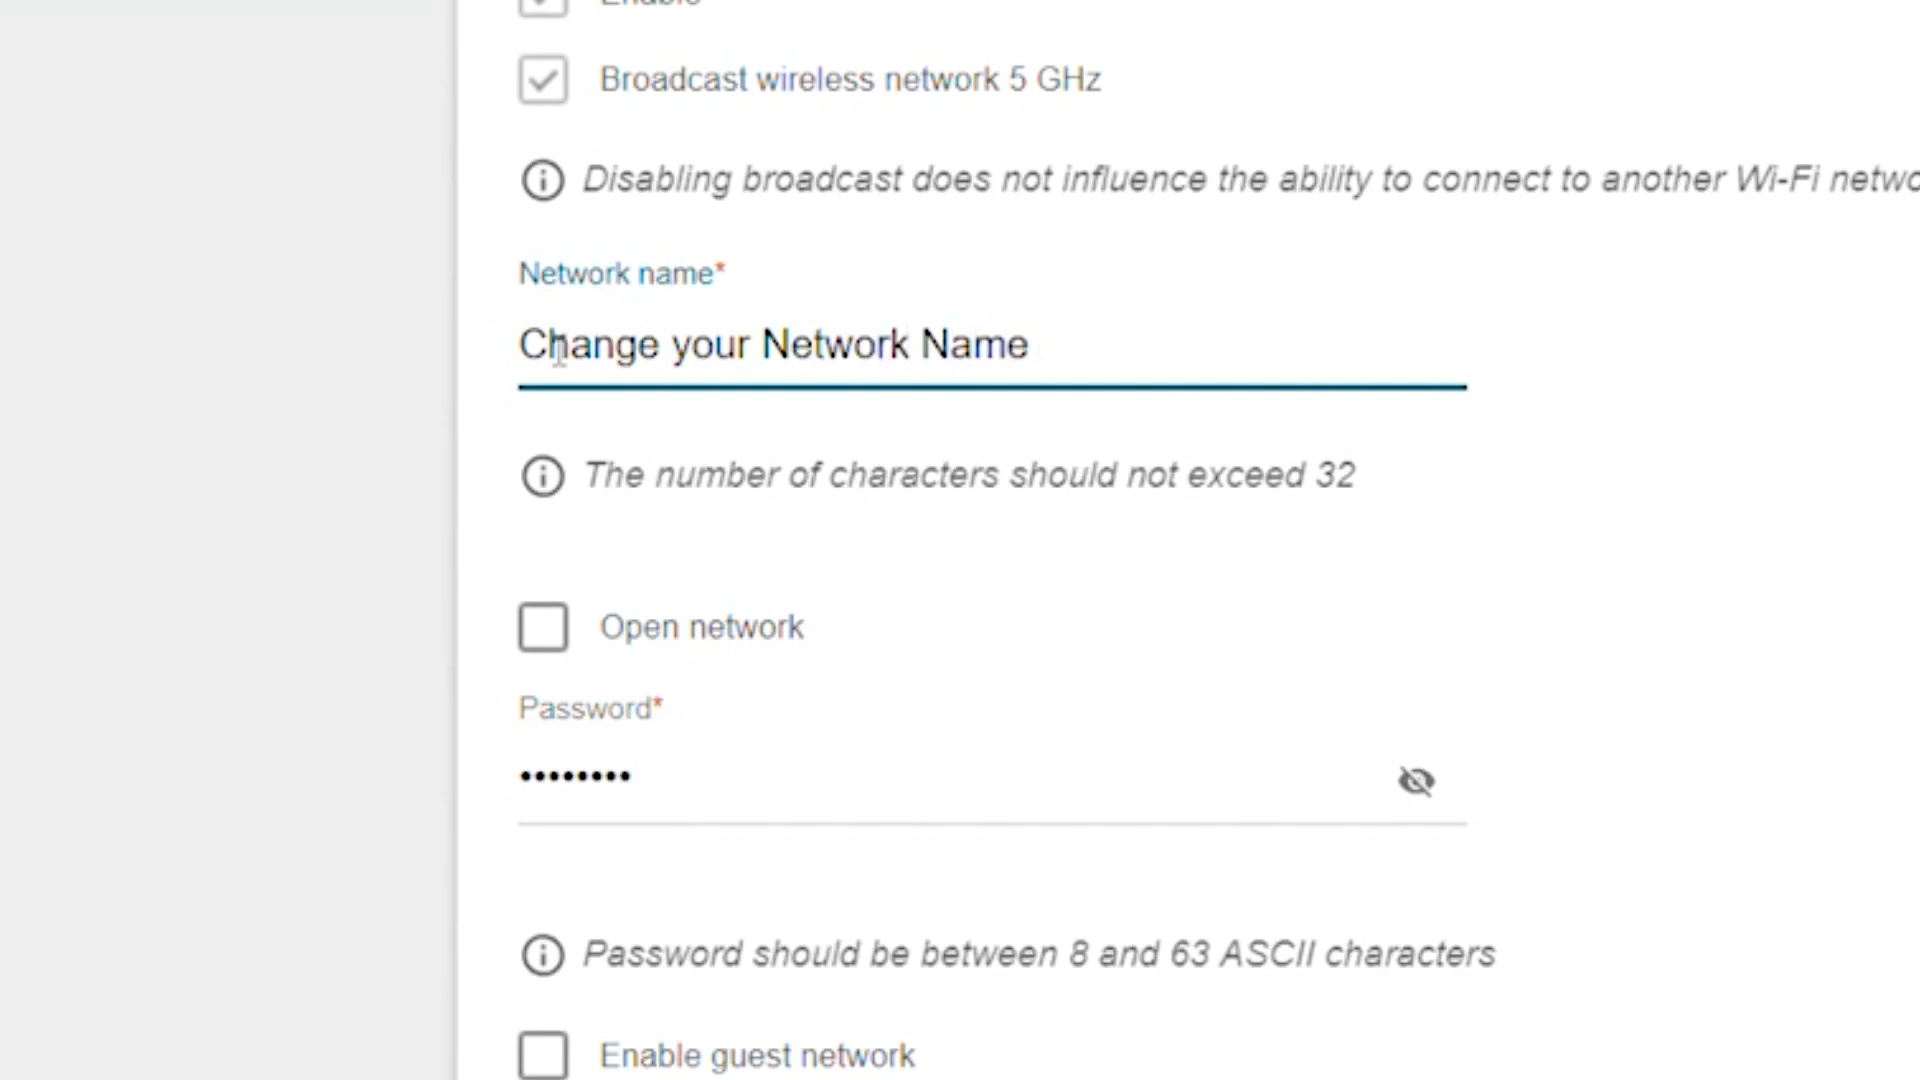 Enable
Broadcast wireless network 5 GHz
Disabling broadcast does not influence the ability to connect to another Wi-Fi netwo
Network name*
Change your Network Name
The number of characters should not exceed 32
Open network
Password*
••••••••
Password should be between 8 and 63 ASCII characters
Enable guest network